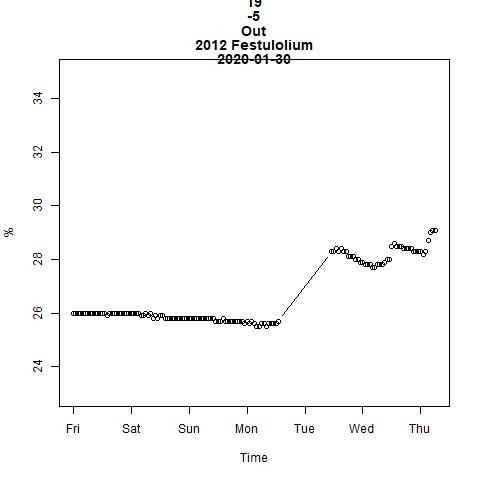 19
-5
Out
2012 Festulolium
2020-01-30
34
32
30
28
26
24
%
Fri Sat Sun Mon Tue Wed Thu
Time